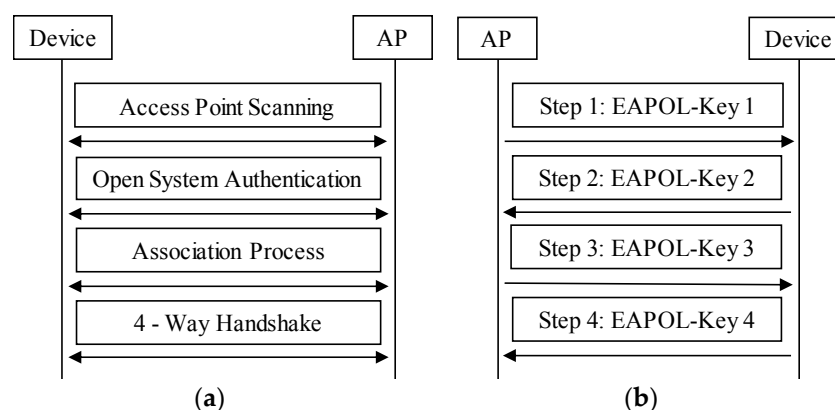 Device
AP
Access Point Scanning
Open System Authentication
Association Process
4 - Way Handshake
(a)
AP
Device
Step 1: EAPOL-Key 1
Step 2: EAPOL-Key 2
Step 3: EAPOL-Key 3
Step 4: EAPOL-Key 4
(b)